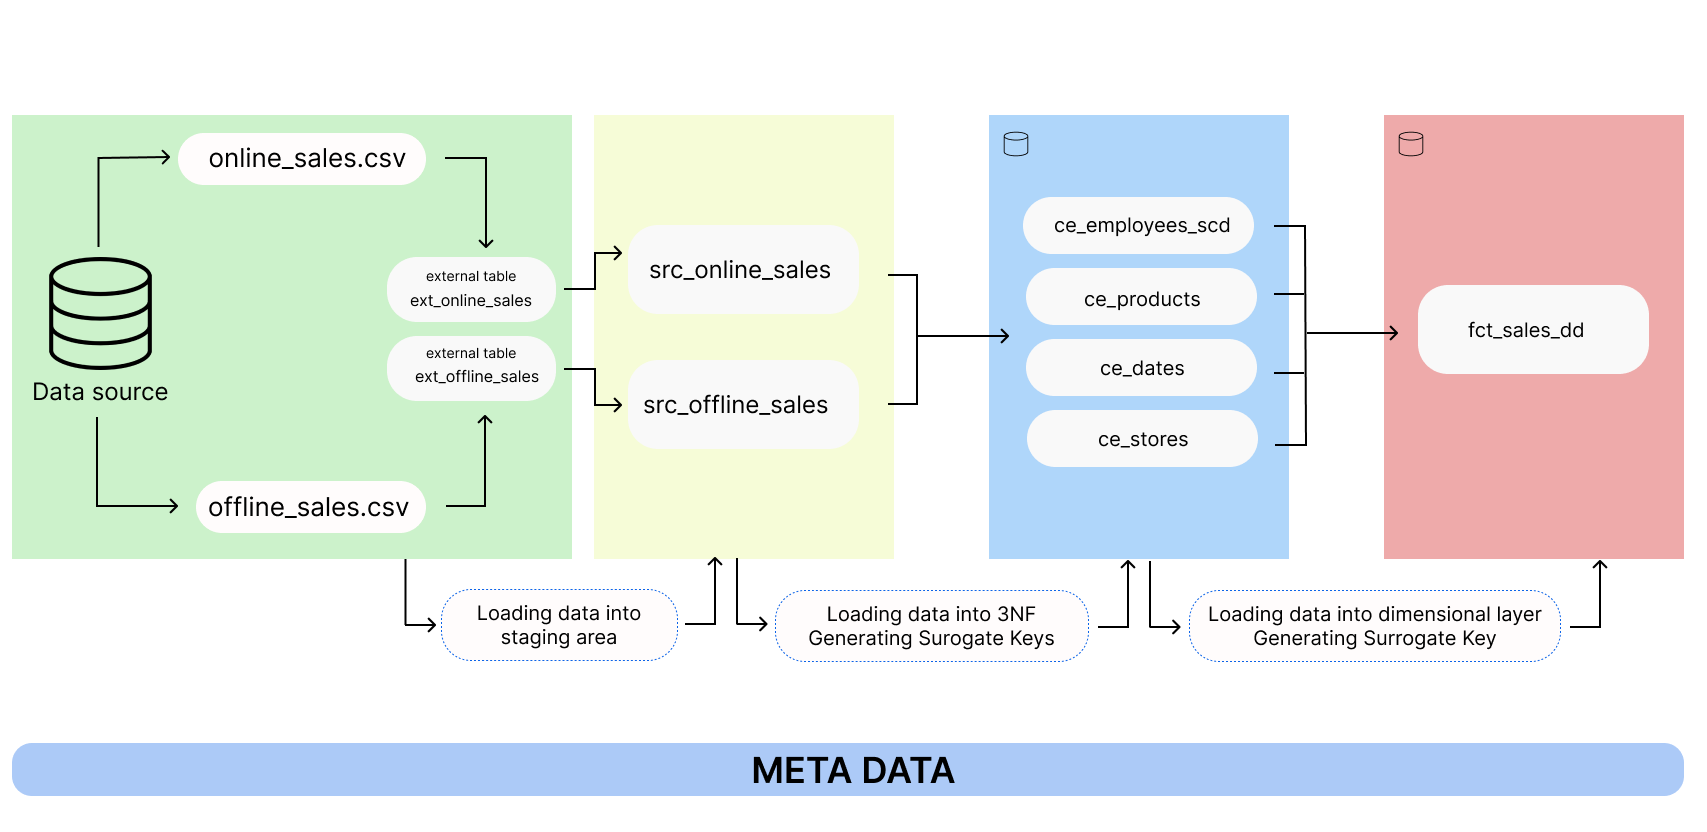 online_sales.csv
external table
ext_online_sales
external table
ext_offline_sales
Data source
offline_sales.csv
src_online_sales
src_offline_sales
ce_employees_scd
ce_products
ce_dates
ce_stores
fct_sales_dd
Loading data into
staging area
Loading data into 3NF
Generating Surogate Keys
Loading data into dimensional layer
Generating Surrogate Key
META DATA